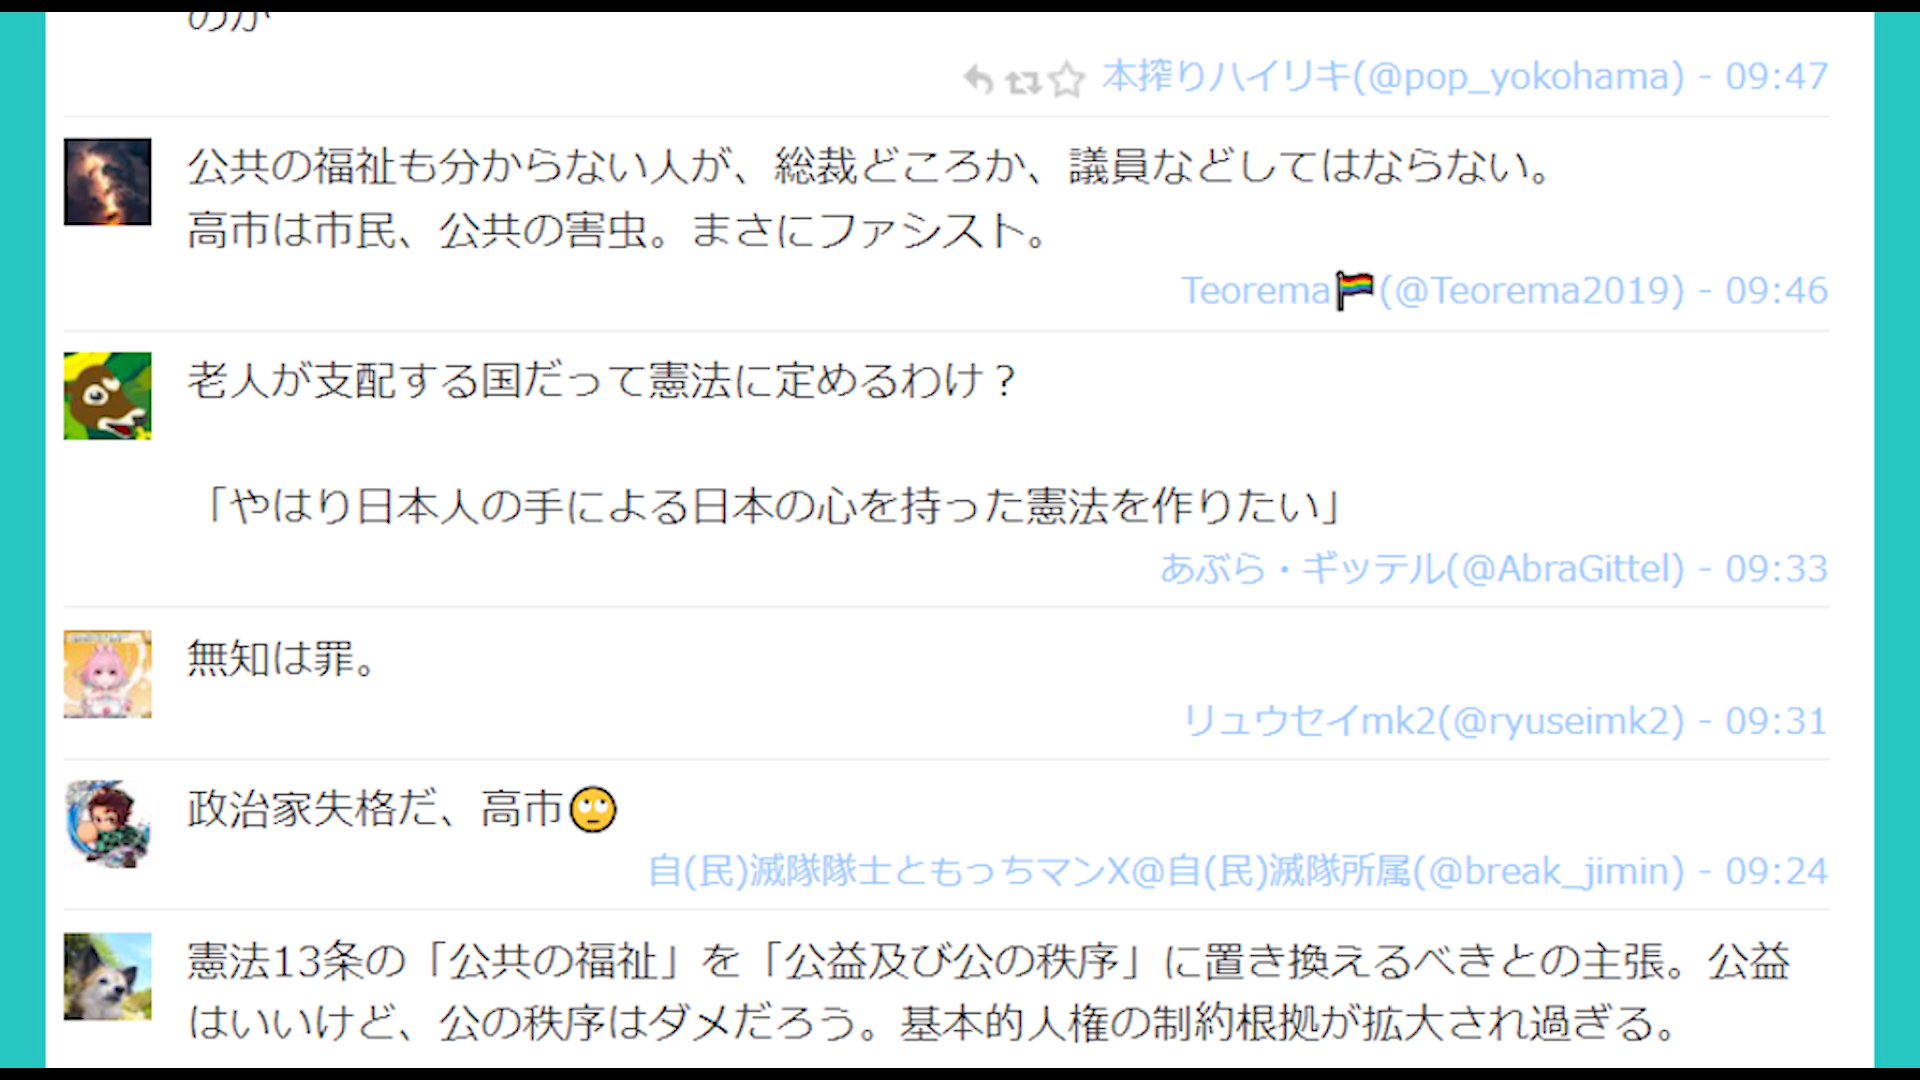 のか
本搾りハイリキ(@pop_yokohama) - 09:47
公共の福祉も分からない人が、総裁どころか、議員などしてはならない。
高市は市民、公共の害虫。まさにファシスト。
Teorema🏳️‍🌈(@Teorema2019) - 09:46
老人が支配する国だって憲法に定めるわけ？
「やはり日本人の手による日本の心を持った憲法を作りたい」
あぶら・ギッテル(@AbraGittel) - 09:33
無知は罪。
リュウセイmk2(@ryuseimk2) - 09:31
政治家失格だ、高市🙄
自(民)滅隊隊士ともっちマンX@自(民)滅隊所属(@break_jimin) - 09:24
憲法13条の「公共の福祉」を「公益及び公の秩序」に置き換えるべきとの主張。公益
はいいけど、公の秩序はダメだろう。基本的人権の制約根拠が拡大され過ぎる。